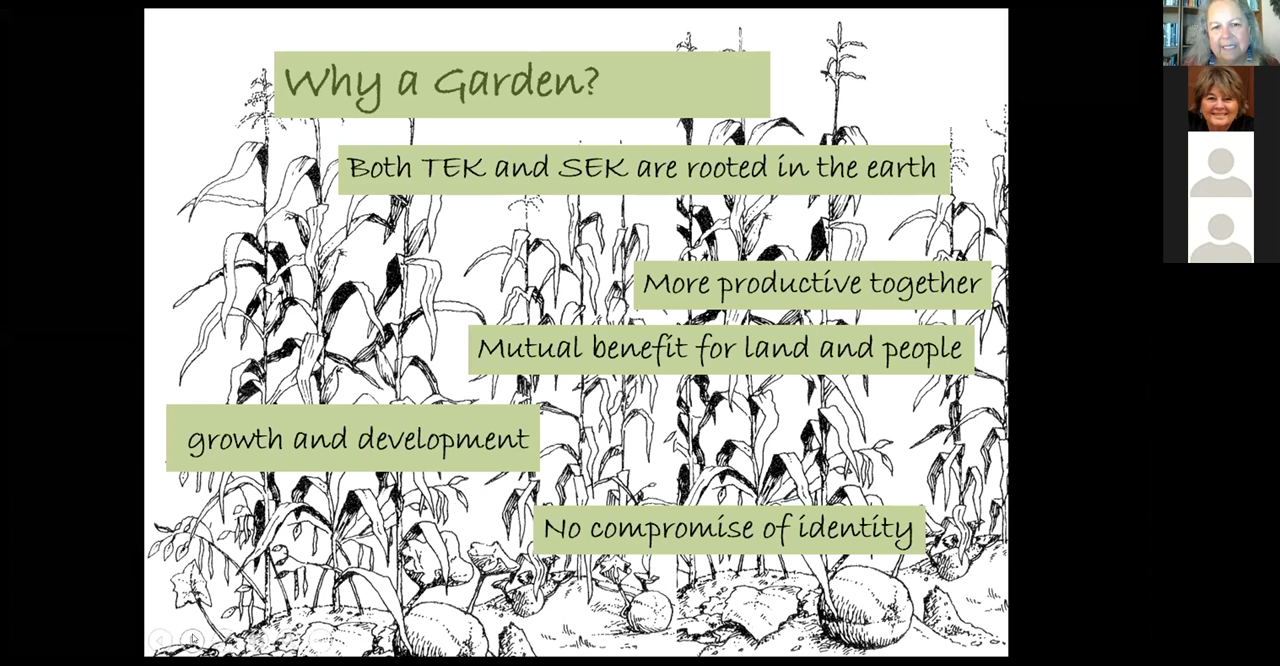 Why a Garden?
Both TEK and SEK are rooted in the earth
More productive together
Mutual benefit for land and people
growth and development
No compromise of identity